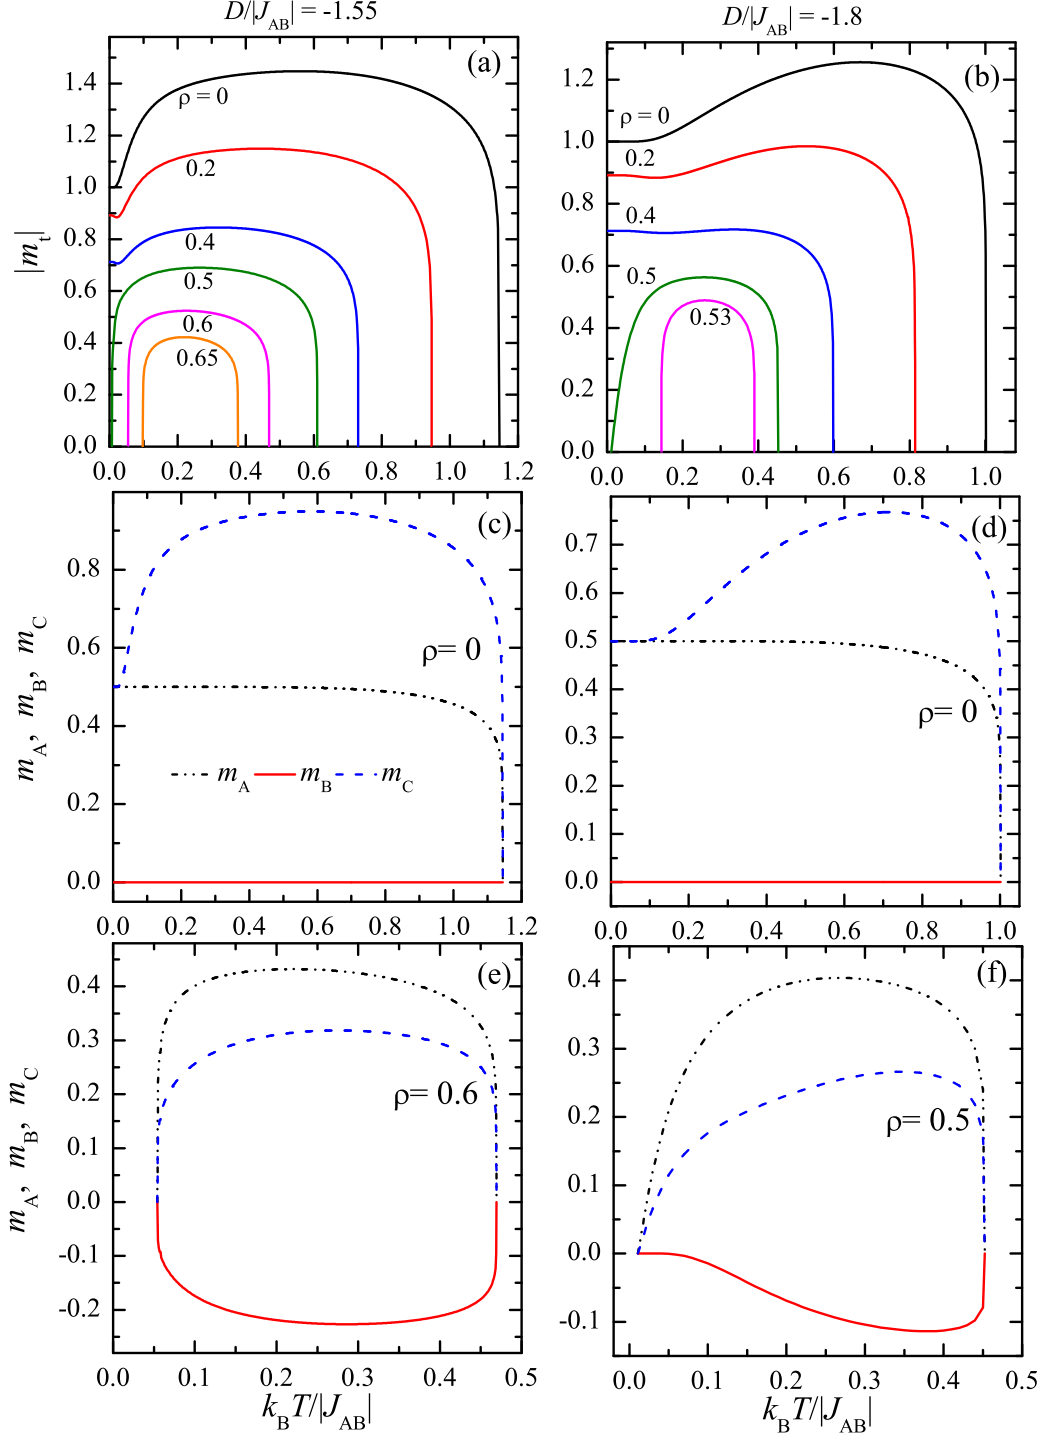 D/|J_AB| = -1.55
D/|J_AB| = -1.8
(a)
ρ = 0
0.2
0.4
0.5
0.6
0.65
|m_t|
1.4
1.2
1.0
0.8
0.6
0.4
0.2
0.0
0.0 0.2 0.4 0.6 0.8 1.0 1.2
(b)
ρ = 0
0.2
0.4
0.5
0.53
1.2
1.0
0.8
0.6
0.4
0.2
0.0
0.0 0.2 0.4 0.6 0.8 1.0
(c)
ρ= 0
m_A m_B m_C
m_A, m_B, m_C
0.8
0.6
0.4
0.2
0.0
0.0 0.2 0.4 0.6 0.8 1.0 1.2
(d)
ρ= 0
0.7
0.6
0.5
0.4
0.3
0.2
0.1
0.0
0.0 0.2 0.4 0.6 0.8 1.0
(e)
ρ= 0.6
m_A, m_B, m_C
0.4
0.3
0.2
0.1
0.0
-0.1
-0.2
0.0 0.1 0.2 0.3 0.4 0.5
k_B T/|J_AB|
(f)
ρ= 0.5
0.4
0.3
0.2
0.1
0.0
-0.1
0.0 0.1 0.2 0.3 0.4 0.5
k_B T/|J_AB|